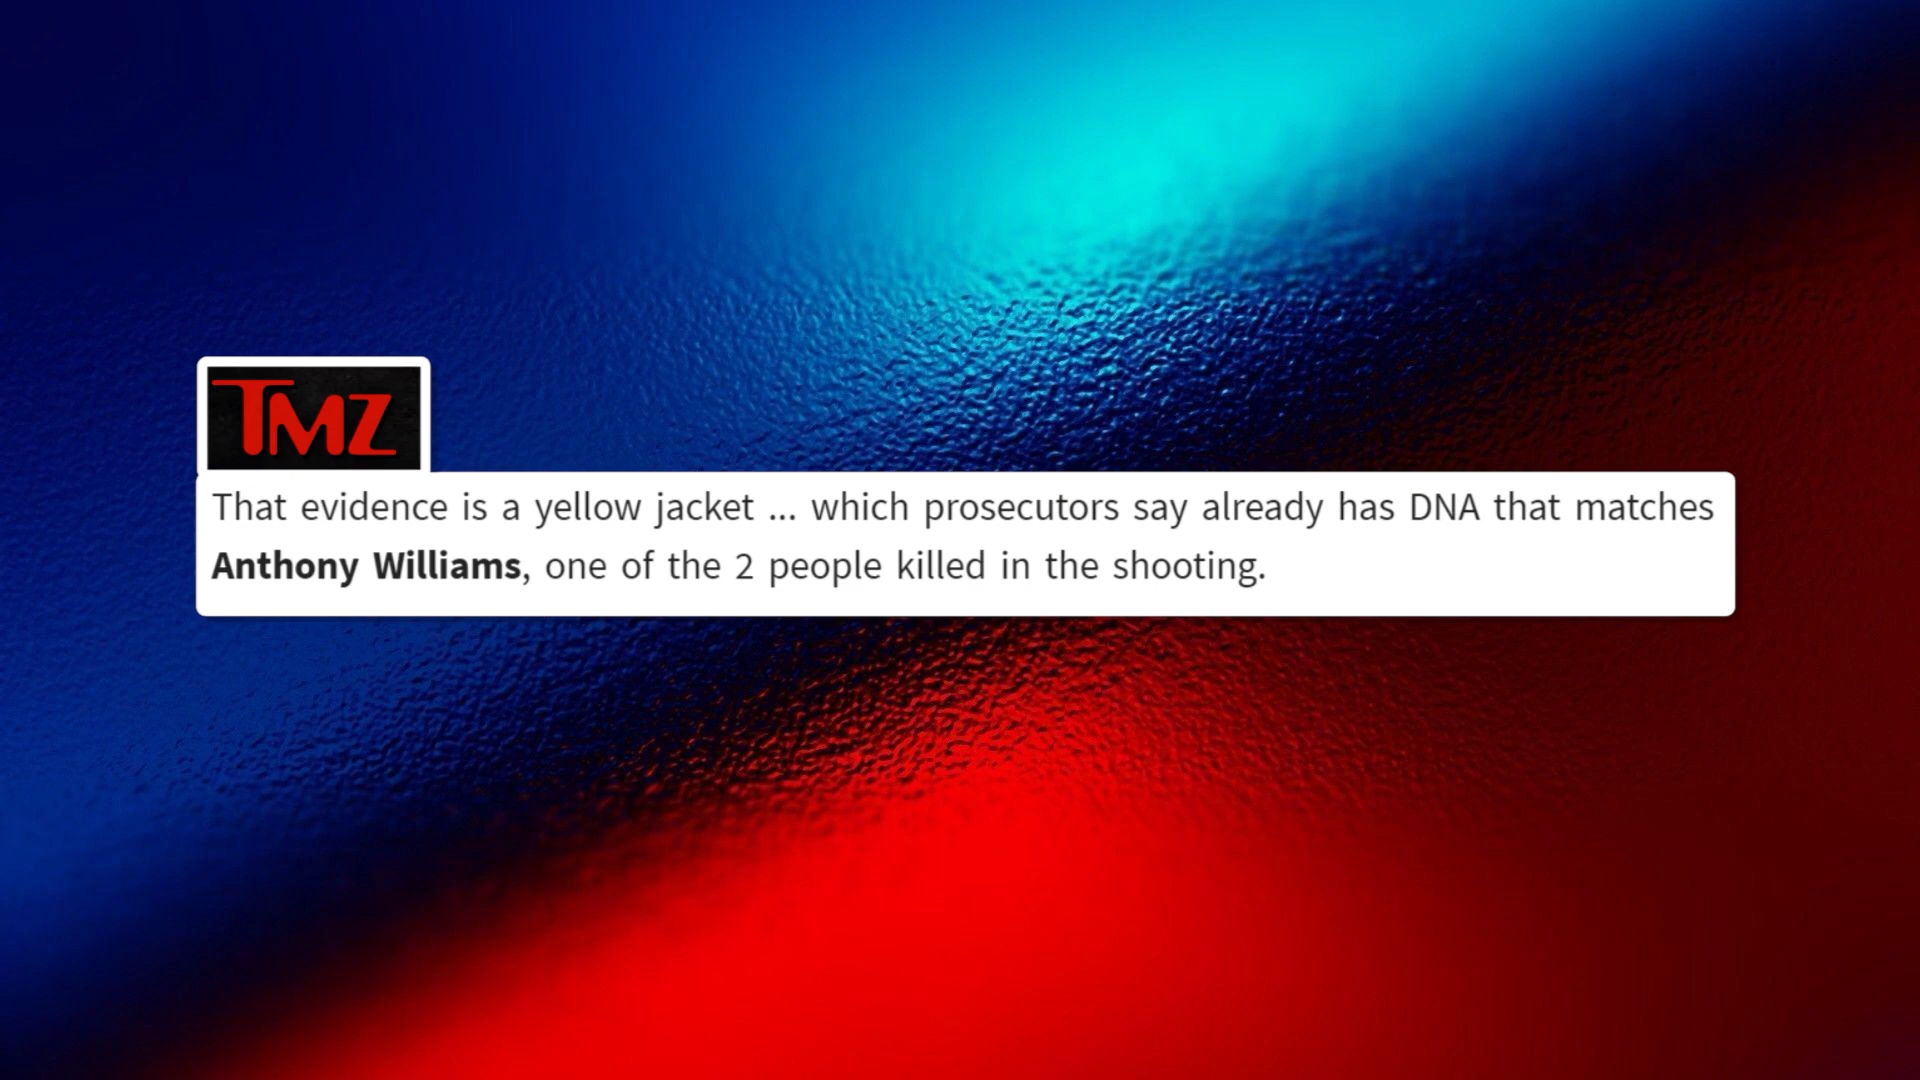 TMZ
That evidence is a yellow jacket ... which prosecutors say already has DNA that matches
Anthony Williams, one of the 2 people killed in the shooting.